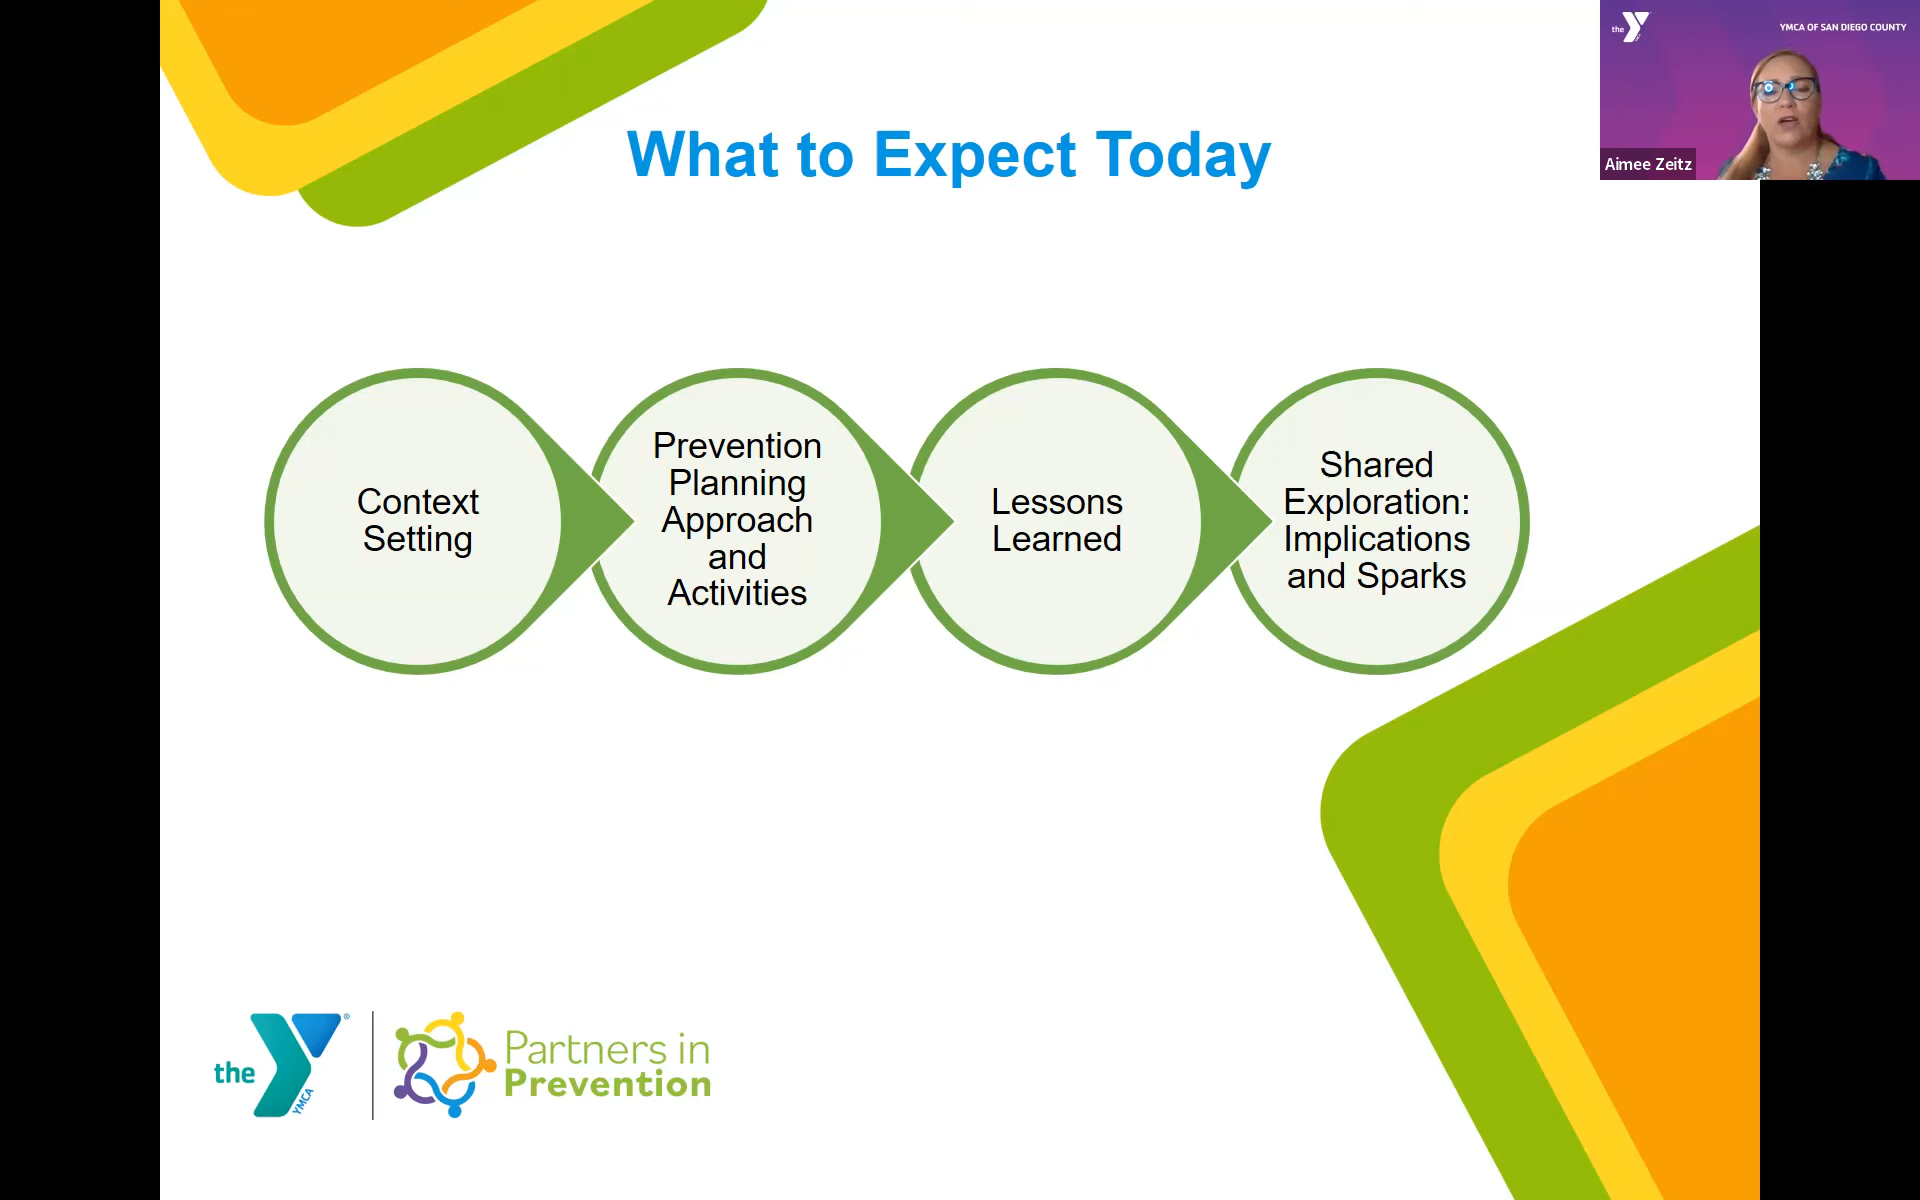 the
YMCA OF SAN DIEGO COUNTY
Aimee Zeitz
What to Expect Today
Context
Setting
Prevention
Planning
Approach
and
Activities
Lessons
Learned
Shared
Exploration:
Implications
and Sparks
the
YMCA
®
Partners in
Prevention